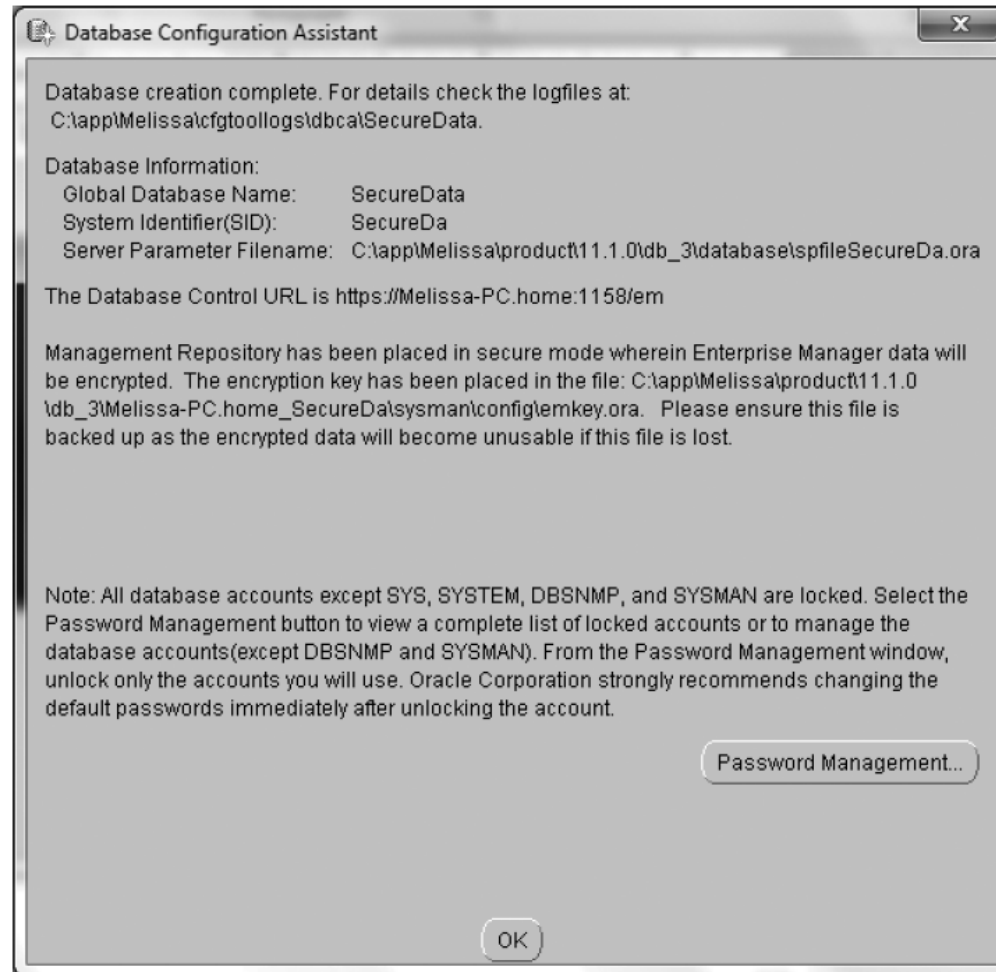 Database Configuration Assistant
Database creation complete. For details check the logfiles at:
C:\app\Melissa\cfgtoollogs\dbca\SecureData.
Database Information:
Global Database Name: SecureData
System Identifier(SID): SecureDa
Server Parameter Filename: C:\app\Melissa\product\11.1.0\db_3\database\spfileSecureDa.ora
The Database Control URL is https://Melissa-PC.home:1158/em
Management Repository has been placed in secure mode wherein Enterprise Manager data will
be encrypted. The encryption key has been placed in the file: C:\app\Melissa\product\11.1.0
\db_3\Melissa-PC.home_SecureDa\sysman\config\emkey.ora. Please ensure this file is
backed up as the encrypted data will become unusable if this file is lost.
Note: All database accounts except SYS, SYSTEM, DBSNMP, and SYSMAN are locked. Select the
Password Management button to view a complete list of locked accounts or to manage the
database accounts(except DBSNMP and SYSMAN). From the Password Management window,
unlock only the accounts you will use. Oracle Corporation strongly recommends changing the
default passwords immediately after unlocking the account.
Password Management...
OK